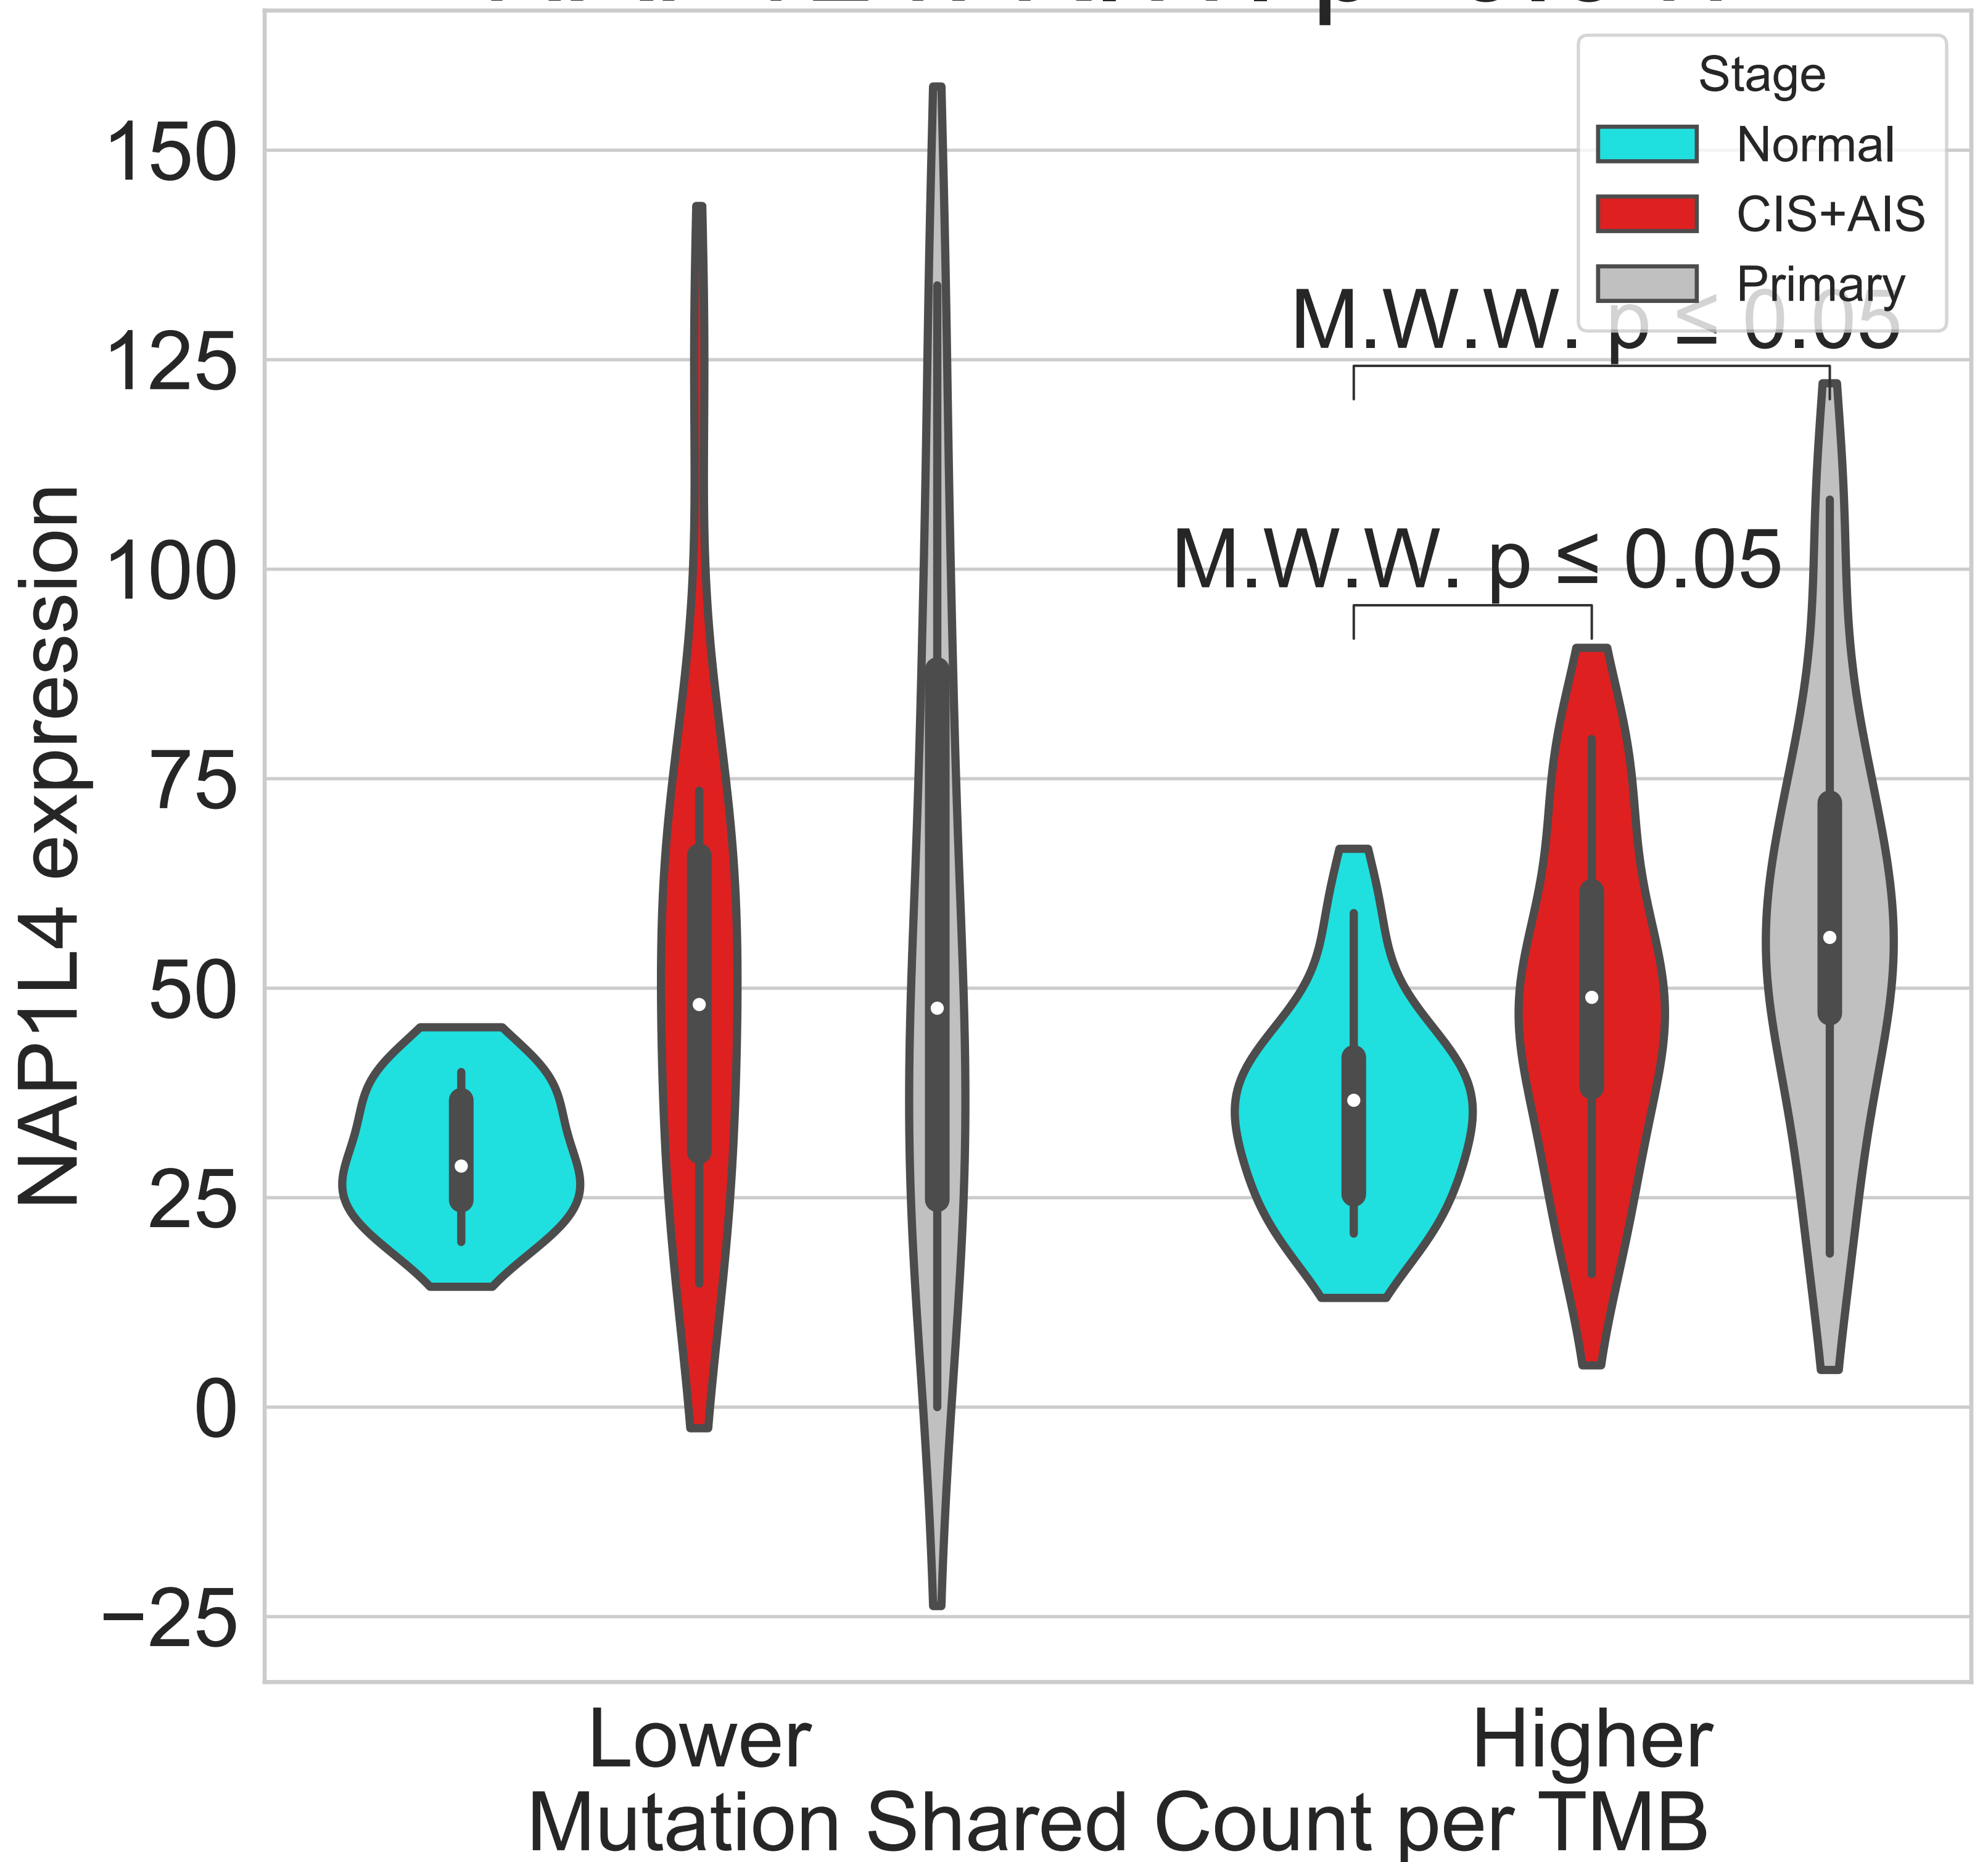 Stage
Normal
CIS+AIS
Primary
M.W.W. p ≤ 0.05
M.W.W. p ≤ 0.05
NAP1L4 expression
150
125
100
75
50
25
0
−25
Lower
Higher
Mutation Shared Count per TMB